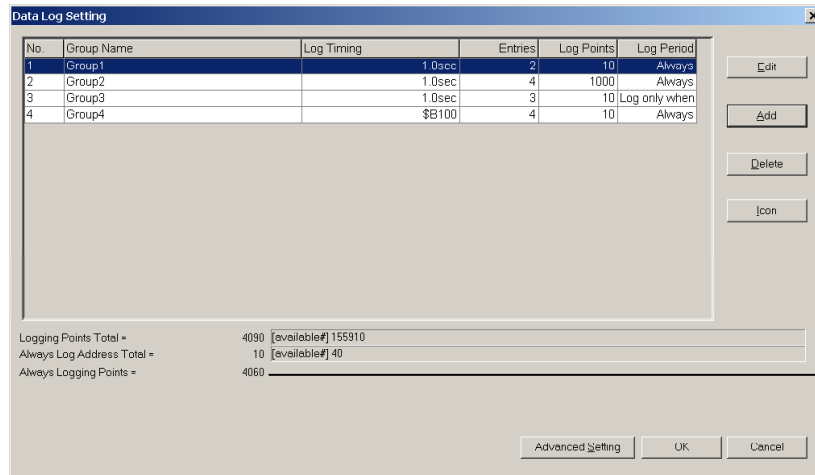 Data Log Setting
No. Group Name Log Timing Entries Log Points Log Period
1 Group1 1.0sec 2 10 Always
2 Group2 1.0sec 4 1000 Always
3 Group3 1.0sec 3 10 Log only when
4 Group4 $B100 4 10 Always
Edit
Add
Delete
Icon
Logging Points Total = 4090 [available#] 155910
Always Log Address Total = 10 [available#] 40
Always Logging Points = 4060
Advanced Setting OK Cancel